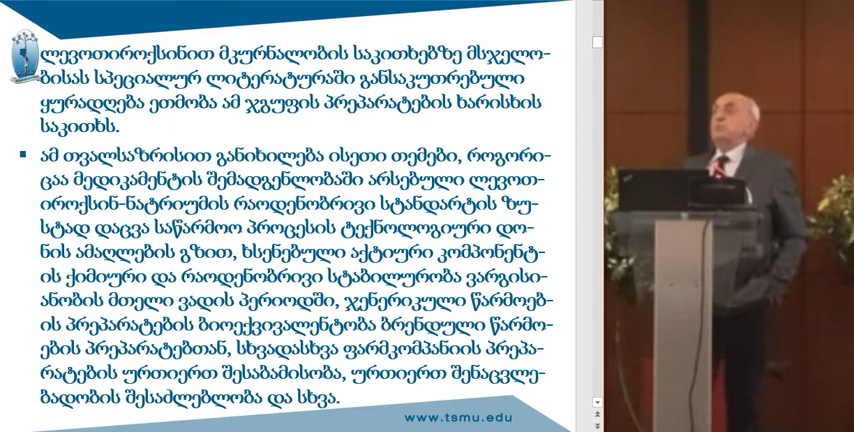 ლევოთიროქსინით მკურნალობის საკითხებზე მსჯელო-
ბისას სპეციალურ ლიტერატურაში განსაკუთრებული
ყურადღება ეთმობა ამ ჯგუფის პრეპარატების ხარისხის
საკითხს.
▪ ამ თვალსაზრისით განიხილება ისეთი თემები, როგორი-
ცაა მედიკამენტის შემადგენლობაში არსებული ლევოთ-
იროქსინ-ნატრიუმის რაოდენობრივი სტანდარტის ზუ-
სტად დაცვა საწარმოო პროცესის ტექნოლოგიური დო-
ნის ამაღლების გზით, ხსენებული აქტიური კომპონენტ-
ის ქიმიური და რაოდენობრივი სტაბილურობა ვარგისი-
ანობის მთელი ვადის პერიოდში, ჯენერიკული წარმოებ-
ის პრეპარატების ბიოექვივალენტობა ბრენდული წარმო-
ების პრეპარატებთან, სხვადასხვა ფარმკომპანიის პრეპა-
რატების ურთიერთ შესაბამისობა, ურთიერთ შენაცვლე-
ბადობის შესაძლებლობა და სხვა.
www.tsmu.edu